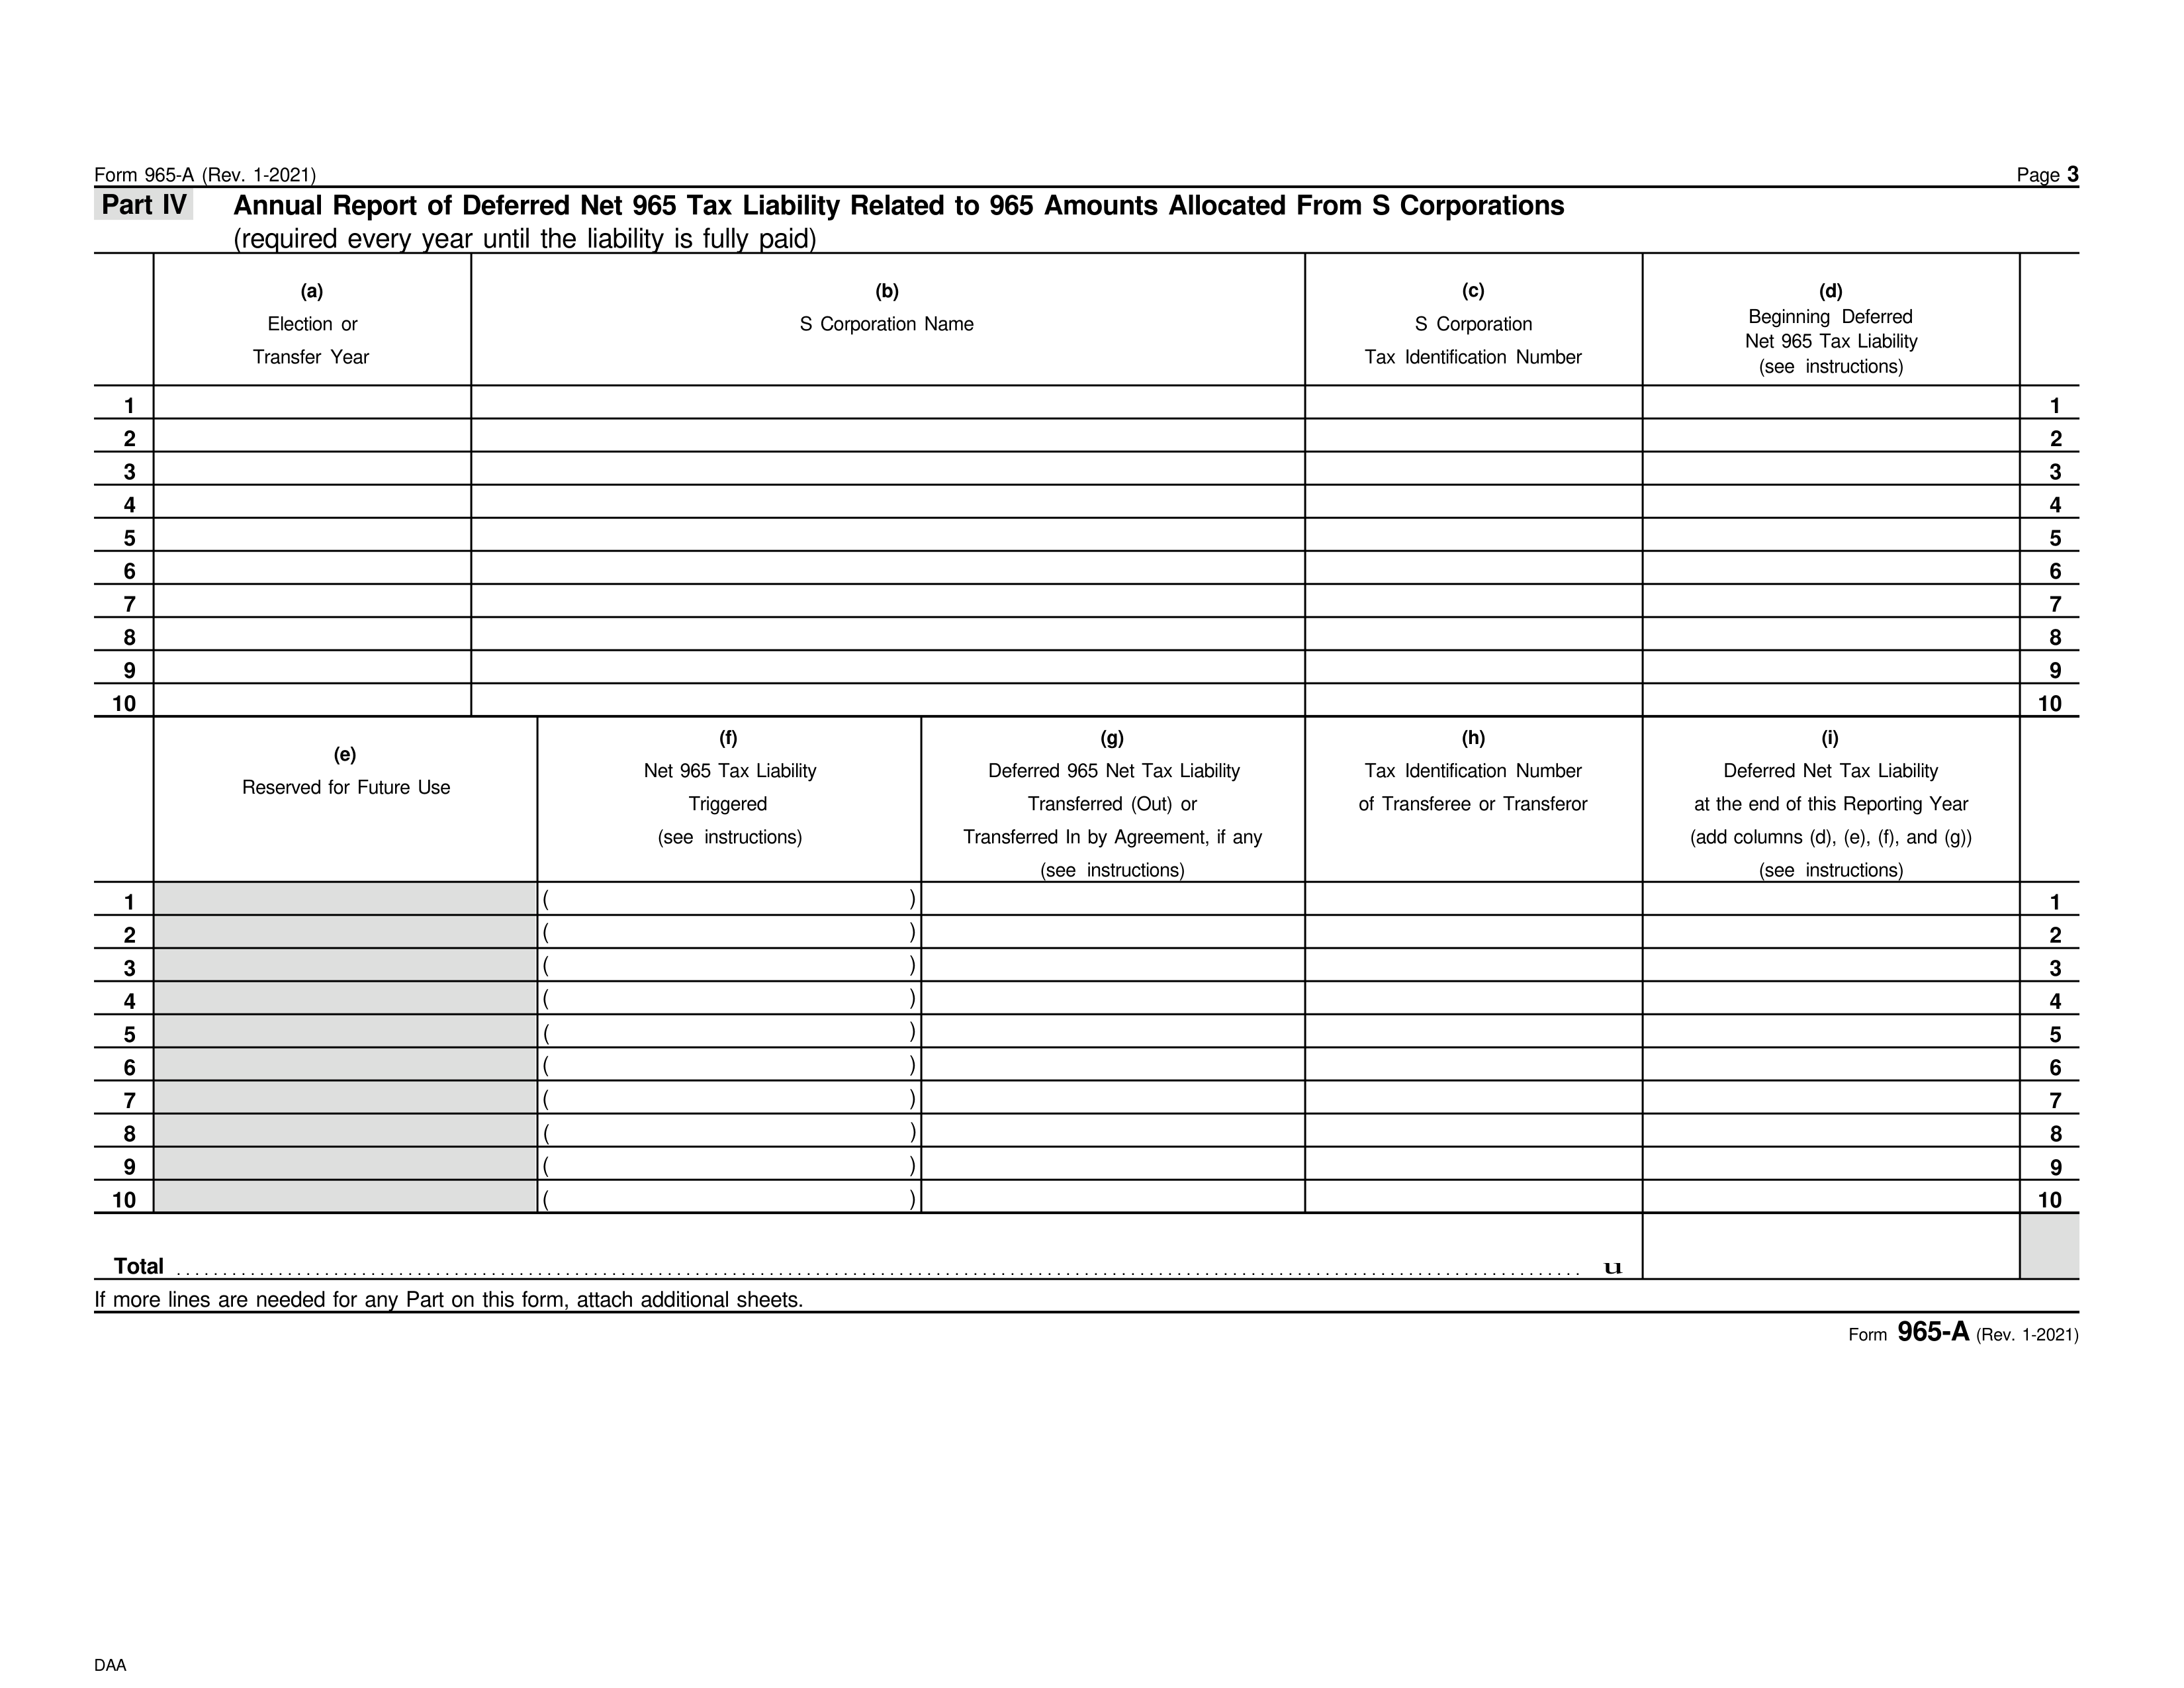 Form 965-A (Rev. 1-2021) Page 3
Part IV Annual Report of Deferred Net 965 Tax Liability Related to 965 Amounts Allocated From S Corporations
(required every year until the liability is fully paid)
(a)
Election or
Transfer Year
(b)
S Corporation Name
(c)
S Corporation
Tax Identification Number
(d)
Beginning Deferred
Net 965 Tax Liability
(see instructions)
1 1
2 2
3 3
4 4
5 5
6 6
7 7
8 8
9 9
10 10
(e)
Reserved for Future Use
(f)
Net 965 Tax Liability
Triggered
(see instructions)
(g)
Deferred 965 Net Tax Liability
Transferred (Out) or
Transferred In by Agreement, if any
(see instructions)
(h)
Tax Identification Number
of Transferee or Transferor
(i)
Deferred Net Tax Liability
at the end of this Reporting Year
(add columns (d), (e), (f), and (g))
(see instructions)
1 ( ) 1
2 ( ) 2
3 ( ) 3
4 ( ) 4
5 ( ) 5
6 ( ) 6
7 ( ) 7
8 ( ) 8
9 ( ) 9
10 ( ) 10
Total u
If more lines are needed for any Part on this form, attach additional sheets.
Form 965-A (Rev. 1-2021)
DAA